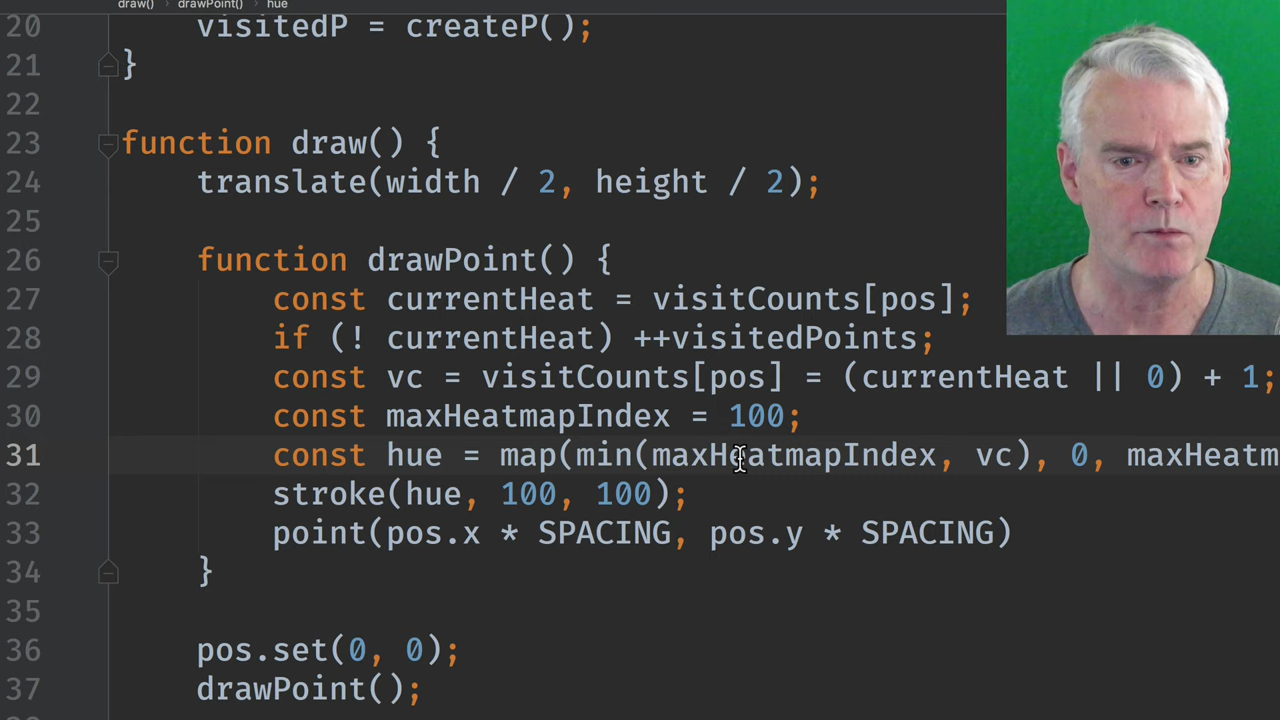 draw() drawPoint() hue
20 visitedP = createP();
21 }
22
23 function draw() {
24 translate(width / 2, height / 2);
25
26 function drawPoint() {
27 const currentHeat = visitCounts[pos];
28 if (! currentHeat) ++visitedPoints;
29 const vc = visitCounts[pos] = (currentHeat || 0) + 1;
30 const maxHeatmapIndex = 100;
31 const hue = map(min(maxHeatmapIndex, vc), 0, maxHeatm
32 stroke(hue, 100, 100);
33 point(pos.x * SPACING, pos.y * SPACING)
34 }
35
36 pos.set(0, 0);
37 drawPoint();